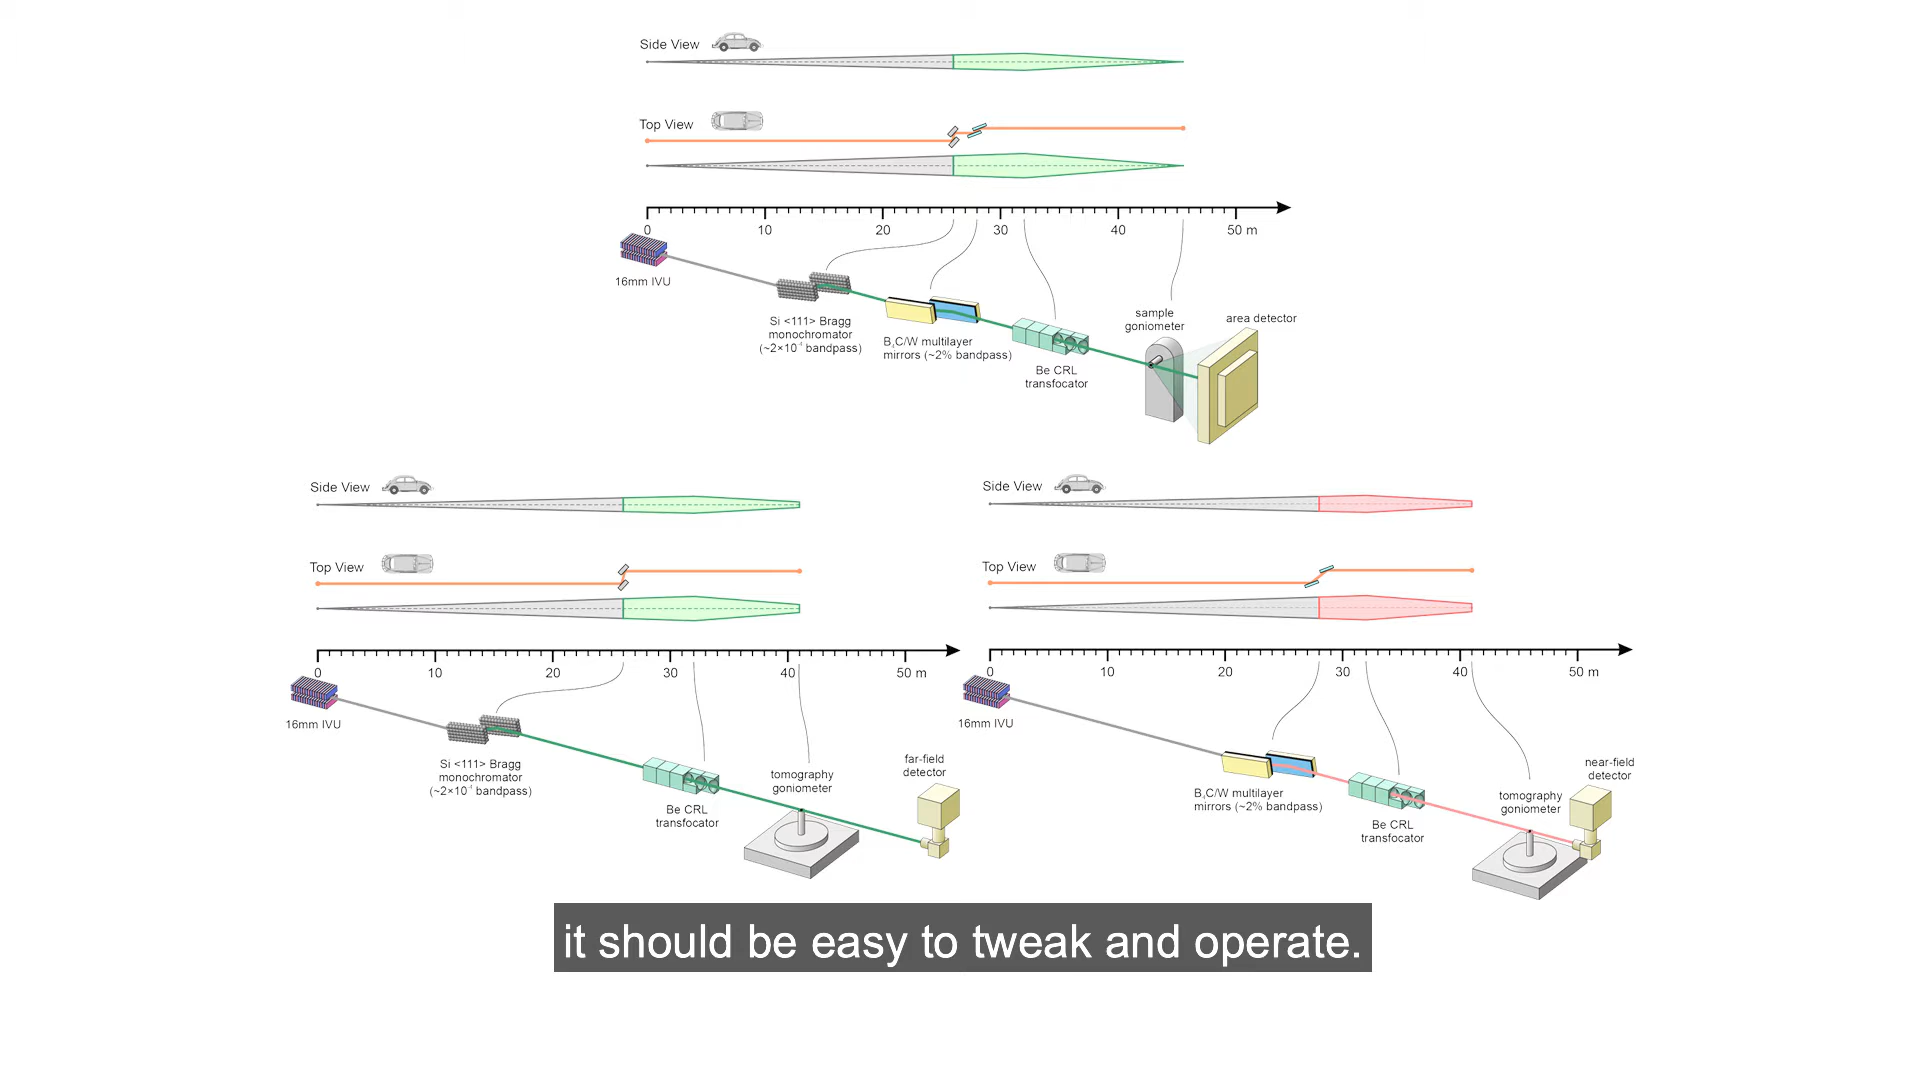 Side View
Top View
0 10 20 30 40 50 m
16mm IVU
Si <111> Bragg
monochromator
(~2×10⁻⁴ bandpass)
B₄C/W multilayer
mirrors (~2% bandpass)
Be CRL
transfocator
sample
goniometer
area detector
Side View
Top View
0 10 20 30 40 50 m
16mm IVU
Si <111> Bragg
monochromator
(~2×10⁻⁴ bandpass)
Be CRL
transfocator
tomography
goniometer
far-field
detector
Side View
Top View
0 10 20 30 40 50 m
16mm IVU
B₄C/W multilayer
mirrors (~2% bandpass)
Be CRL
transfocator
tomography
goniometer
near-field
detector
it should be easy to tweak and operate.